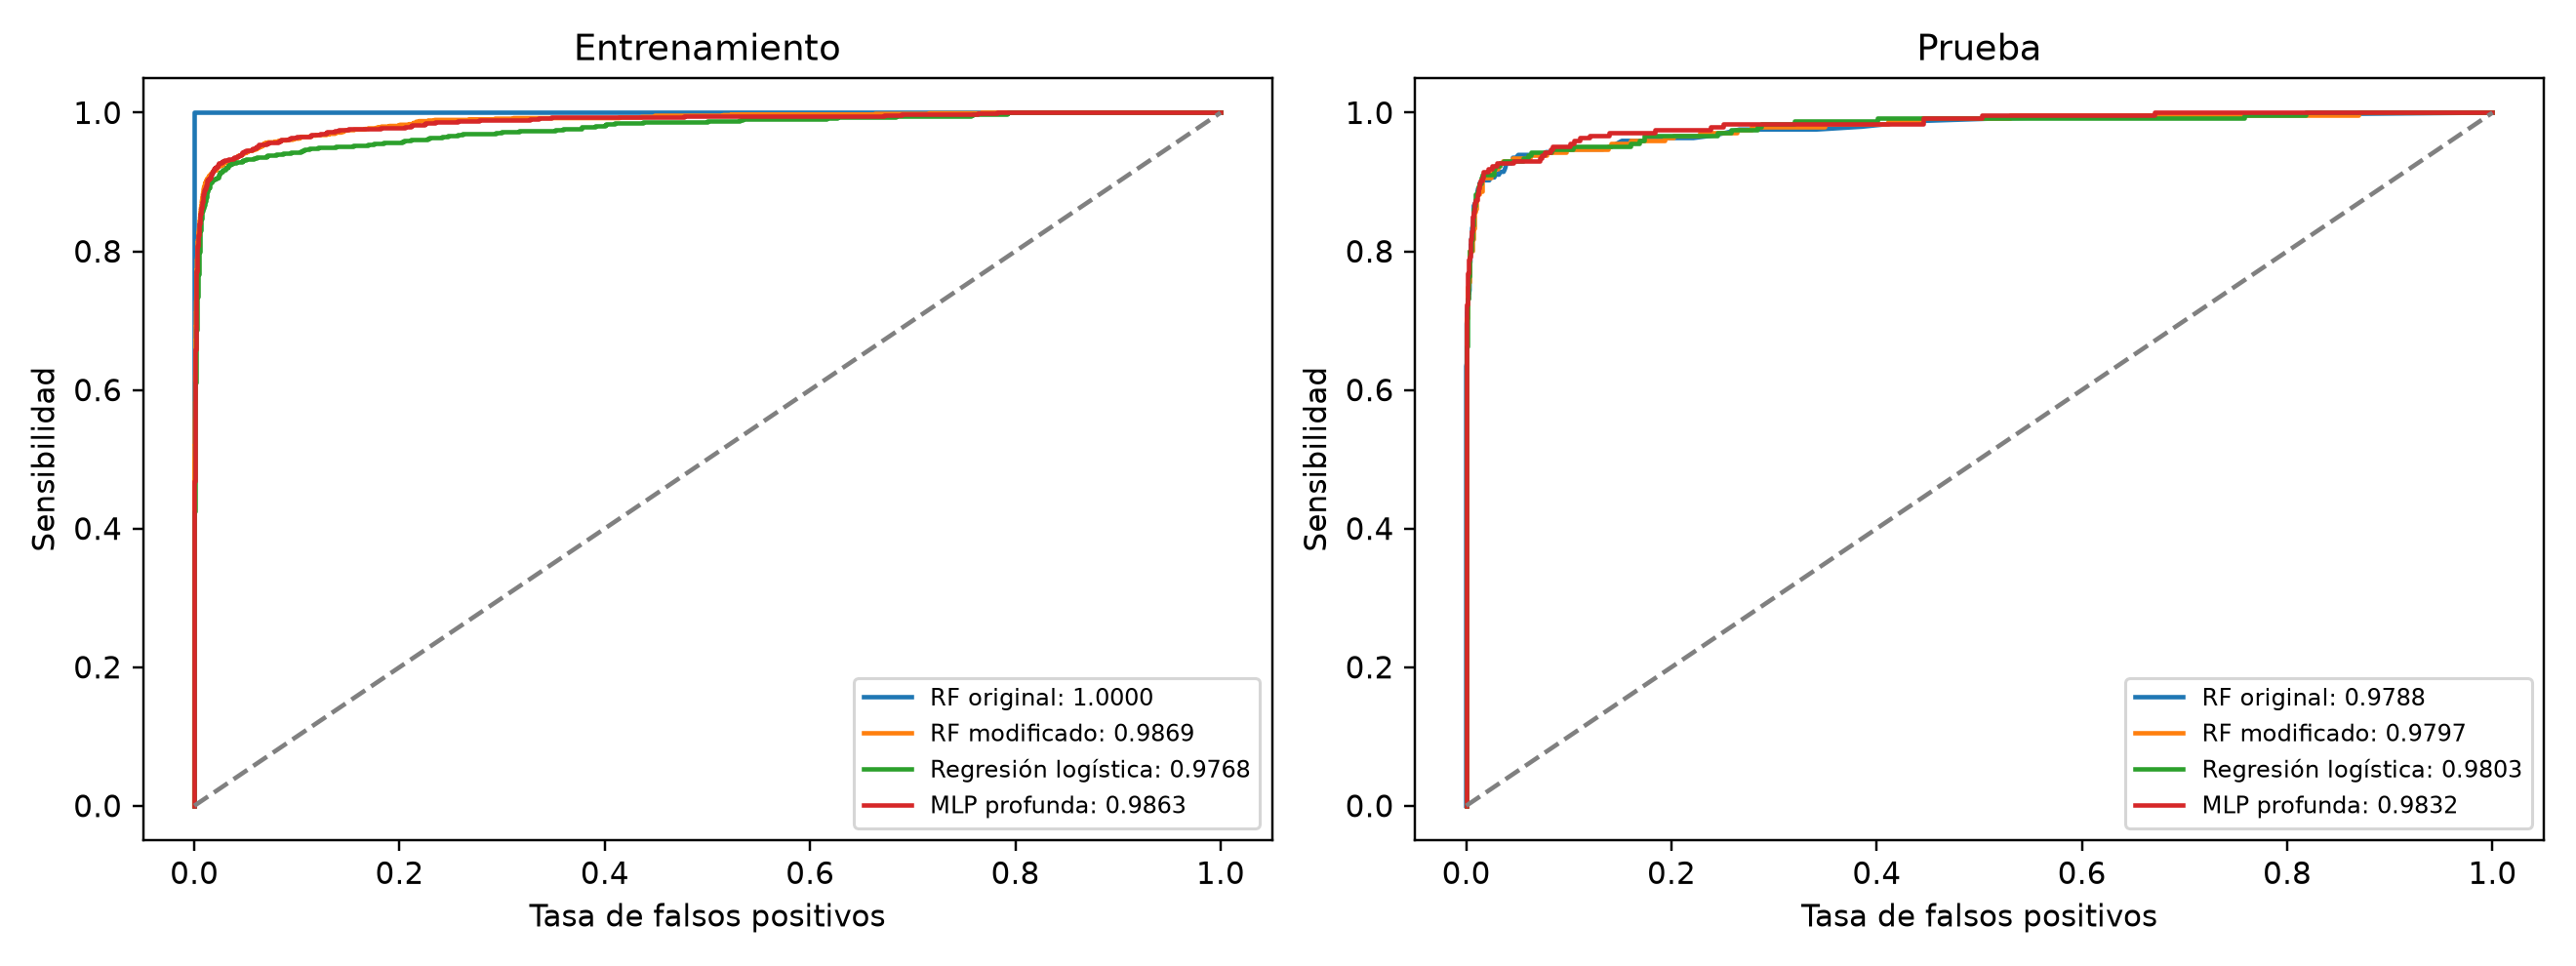 Entrenamiento
1.0
0.8
0.6
0.4
0.2
0.0
Sensibilidad
RF original: 1.0000
RF modificado: 0.9869
Regresión logística: 0.9768
MLP profunda: 0.9863
0.0 0.2 0.4 0.6 0.8 1.0
Tasa de falsos positivos
Prueba
1.0
0.8
0.6
0.4
0.2
0.0
Sensibilidad
RF original: 0.9788
RF modificado: 0.9797
Regresión logística: 0.9803
MLP profunda: 0.9832
0.0 0.2 0.4 0.6 0.8 1.0
Tasa de falsos positivos